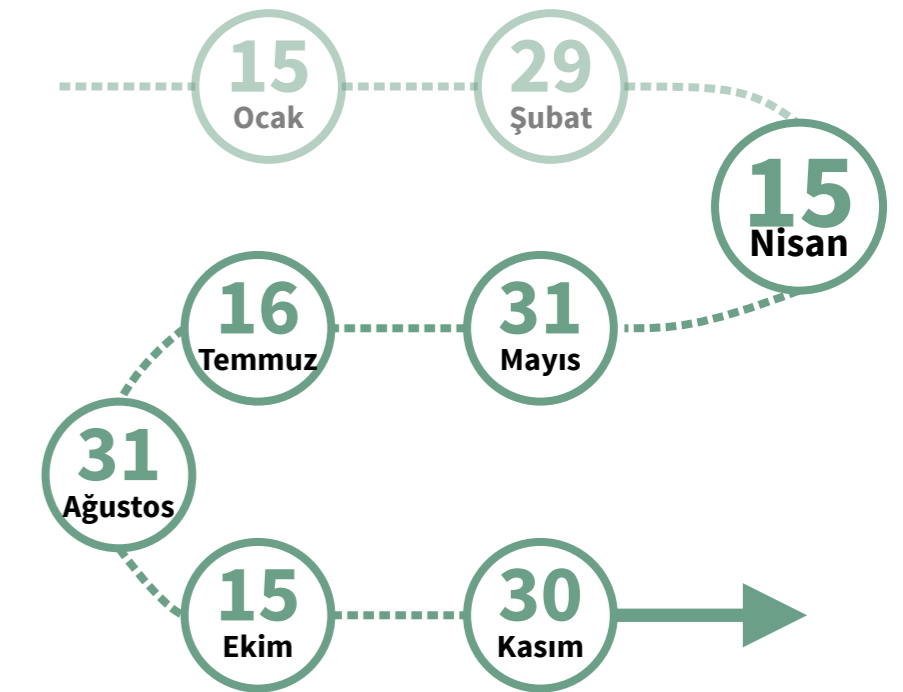 15
Ocak
29
Şubat
15
Nisan
31
Mayıs
16
Temmuz
31
Ağustos
15
Ekim
30
Kasım